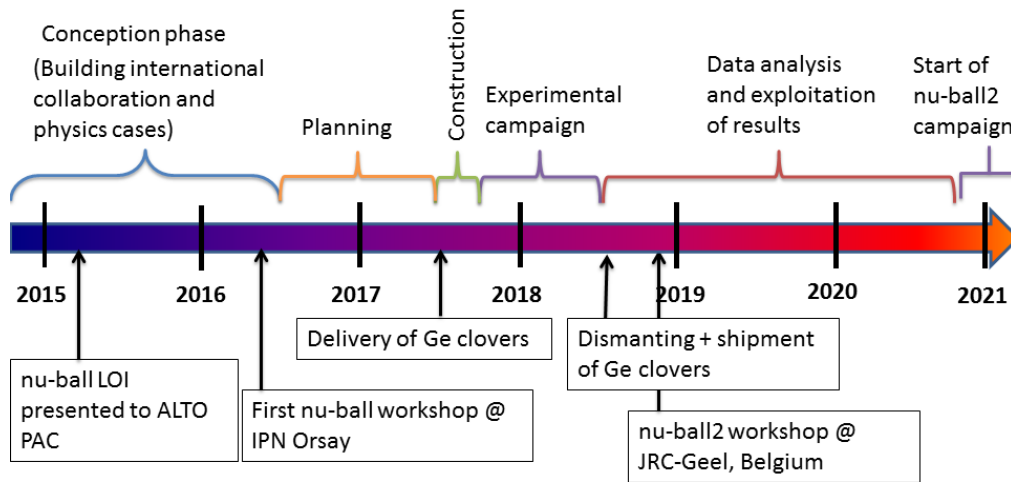 Conception phase
(Building international
collaboration and
physics cases)
Planning
Construction
Experimental
campaign
Data analysis
and exploitation
of results
Start of
nu-ball2
campaign
2015
2016
2017
2018
2019
2020
2021
Delivery of Ge clovers
Dismanting + shipment
of Ge clovers
nu-ball LOI
presented to ALTO
PAC
First nu-ball workshop @
IPN Orsay
nu-ball2 workshop @
JRC-Geel, Belgium